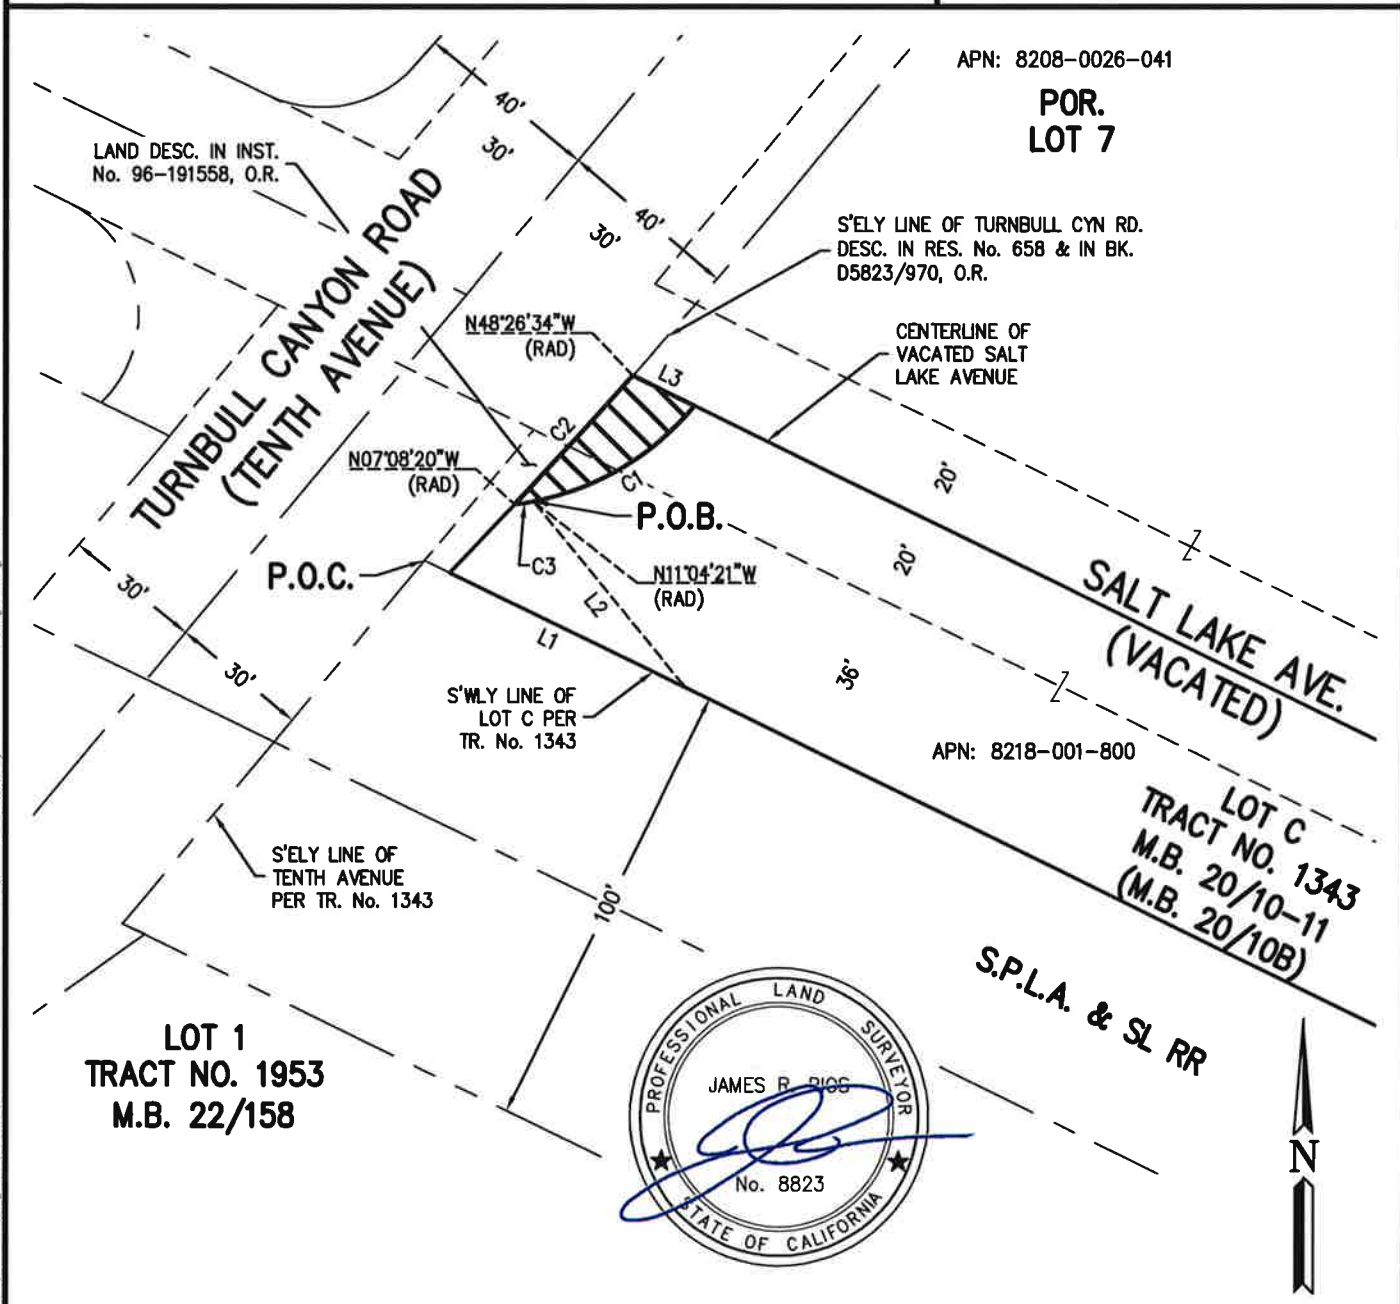 APN: 8208-0026-041
POR.
LOT 7
40'
30'
LAND DESC. IN INST.
No. 96-191558, O.R.
40'
30'
S'ELY LINE OF TURNBULL CYN RD.
DESC. IN RES. No. 658 & IN BK.
D5823/970, O.R.
TURNBULL CANYON ROAD
(TENTH AVENUE)
N48°26'34"W
(RAD)
CENTERLINE OF
VACATED SALT
LAKE AVENUE
L3
C2
N07°08'20"W
(RAD)
C1
20'
P.O.B.
20'
P.O.C.
C3
N11°04'21"W
(RAD)
30'
L2
L1
SALT LAKE AVE.
(VACATED)
30'
36'
S'WLY LINE OF
LOT C PER
TR. No. 1343
APN: 8218-001-800
LOT C
TRACT NO. 1343
M.B. 20/10-11
(M.B. 20/10B)
S'ELY LINE OF
TENTH AVENUE
PER TR. No. 1343
100'
S.P.L.A. & SL RR
LOT 1
TRACT NO. 1953
M.B. 22/158
PROFESSIONAL LAND SURVEYOR
JAMES R.
No. 8823
STATE OF CALIFORNIA
N